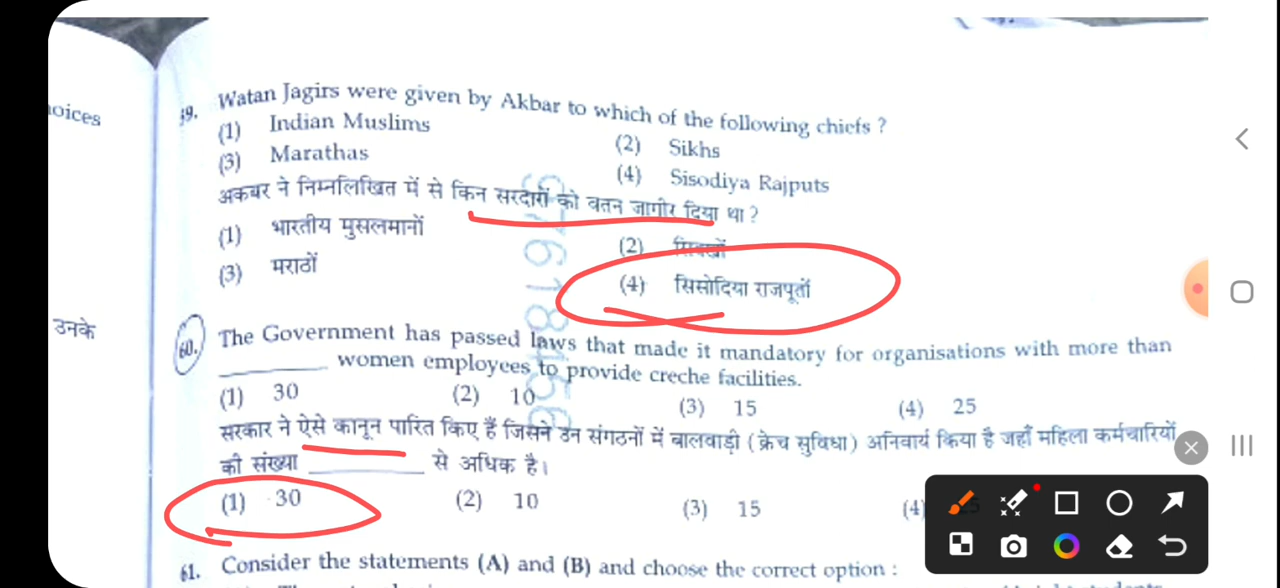 oices
59. Watan Jagirs were given by Akbar to which of the following chiefs ?
(1) Indian Muslims
(2) Sikhs
(3) Marathas
(4) Sisodiya Rajputs
अकबर ने निम्नलिखित में से किन सरदारों को वतन जागीर दिया था ?
(1) भारतीय मुसलमानों
(2) सिक्खों
(3) मराठों
(4) सिसोदिया राजपूतों
उनके
60. The Government has passed laws that made it mandatory for organisations with more than
__________ women employees to provide creche facilities.
(1) 30 (2) 10 (3) 15 (4) 25
सरकार ने ऐसे कानून पारित किए हैं जिसने उन संगठनों में बालवाड़ी (क्रेच सुविधा) अनिवार्य किया है जहाँ महिला कर्मचारियों
की संख्या __________ से अधिक है।
(1) 30 (2) 10 (3) 15 (4) 25
61. Consider the statements (A) and (B) and choose the correct option :